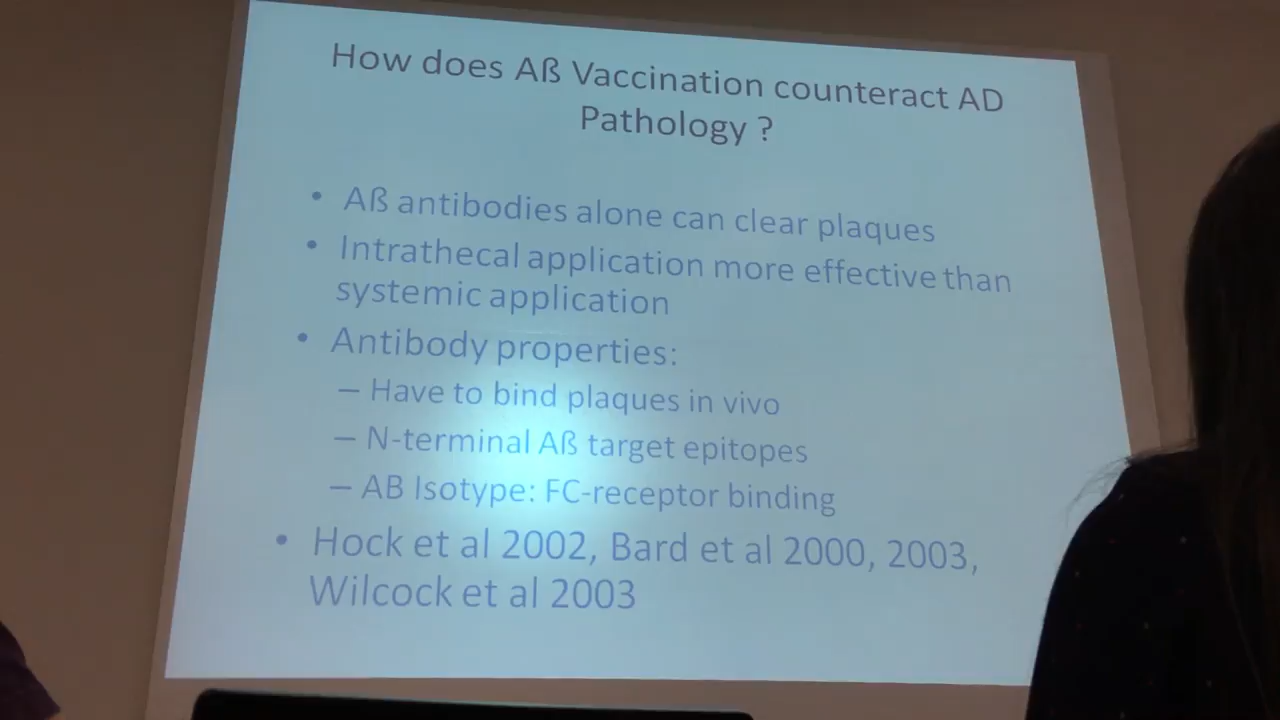 How does Aß Vaccination counteract AD
Pathology ?
• Aß antibodies alone can clear plaques
• Intrathecal application more effective than
systemic application
• Antibody properties:
– Have to bind plaques in vivo
– N-terminal Aß target epitopes
– AB Isotype: FC-receptor binding
• Hock et al 2002, Bard et al 2000, 2003,
Wilcock et al 2003